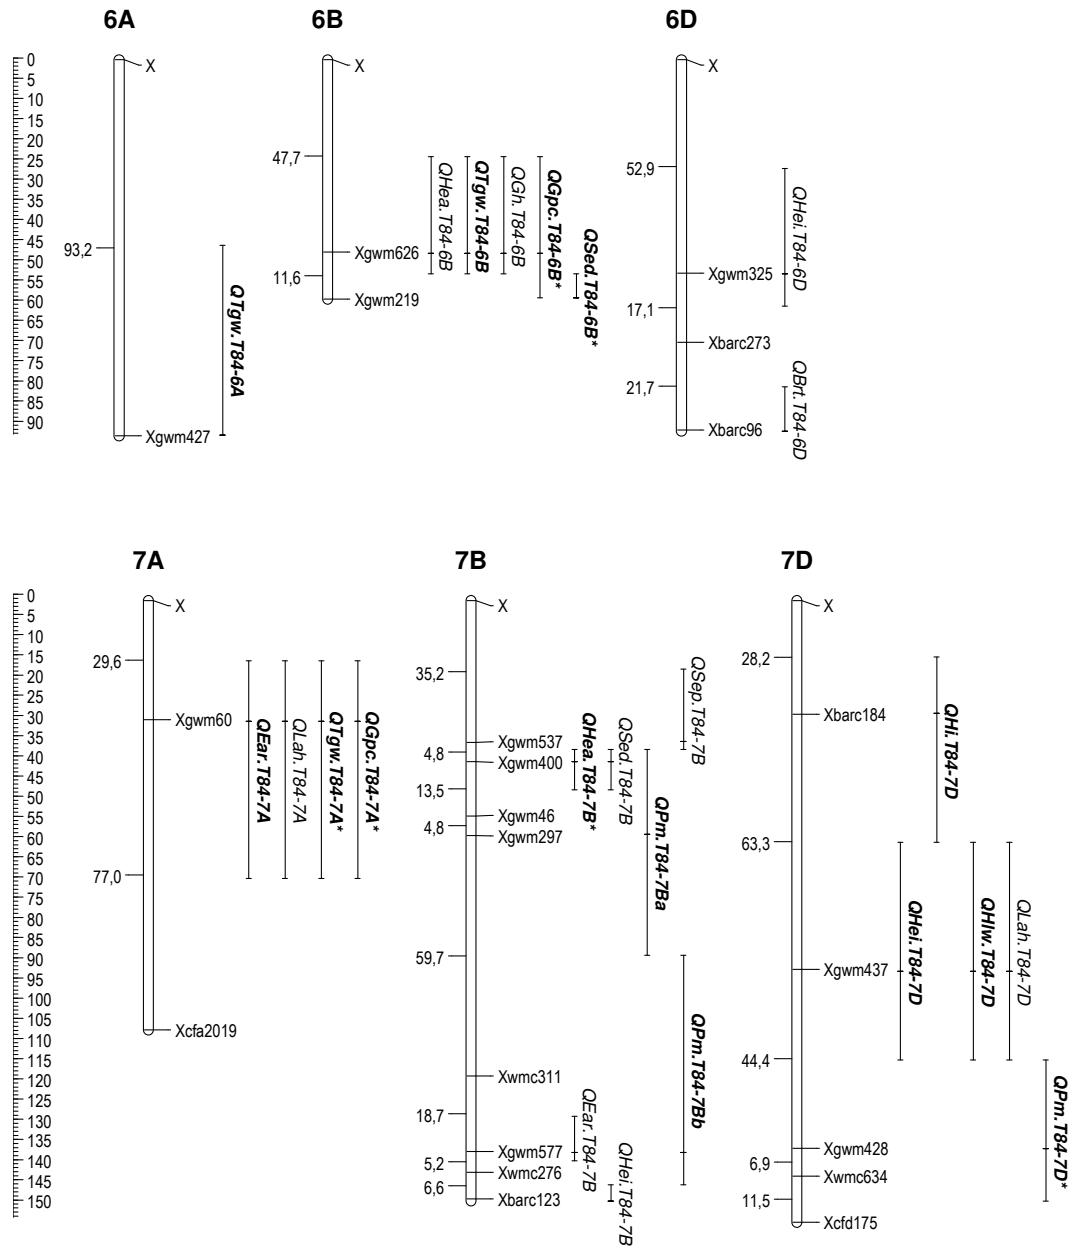 6A
6B
6D
0
5
10
15
20
25
30
35
40
45
50
55
60
65
70
75
80
85
90
X
93,2
Xgwm427
QTgw.T84-6A
X
47,7
Xgwm626
11,6
Xgwm219
QHea.T84-6B
QTgw.T84-6B
QGh.T84-6B
QGpc.T84-6B*
QSed.T84-6B*
X
52,9
Xgwm325
17,1
Xbarc273
21,7
Xbarc96
QHei.T84-6D
QBrt.T84-6D
7A
7B
7D
0
5
10
15
20
25
30
35
40
45
50
55
60
65
70
75
80
85
90
95
100
105
110
115
120
125
130
135
140
145
150
X
29,6
Xgwm60
77,0
Xcfa2019
QEar.T84-7A
QLah.T84-7A
QTgw.T84-7A*
QGpc.T84-7A*
X
35,2
Xgwm537
4,8
Xgwm400
13,5
Xgwm46
4,8
Xgwm297
59,7
Xwmc311
18,7
Xgwm577
5,2
Xwmc276
6,6
Xbarc123
QHea.T84-7B*
QSed.T84-7B
QPm.T84-7Ba
QSep.T84-7B
QEar.T84-7B
QHei.T84-7B
QPm.T84-7Bb
X
28,2
Xbarc184
63,3
Xgwm437
44,4
Xgwm428
6,9
Xwmc634
11,5
Xcfd175
QHei.T84-7D
QHi.T84-7D
QHlw.T84-7D
QLah.T84-7D
QPm.T84-7D*